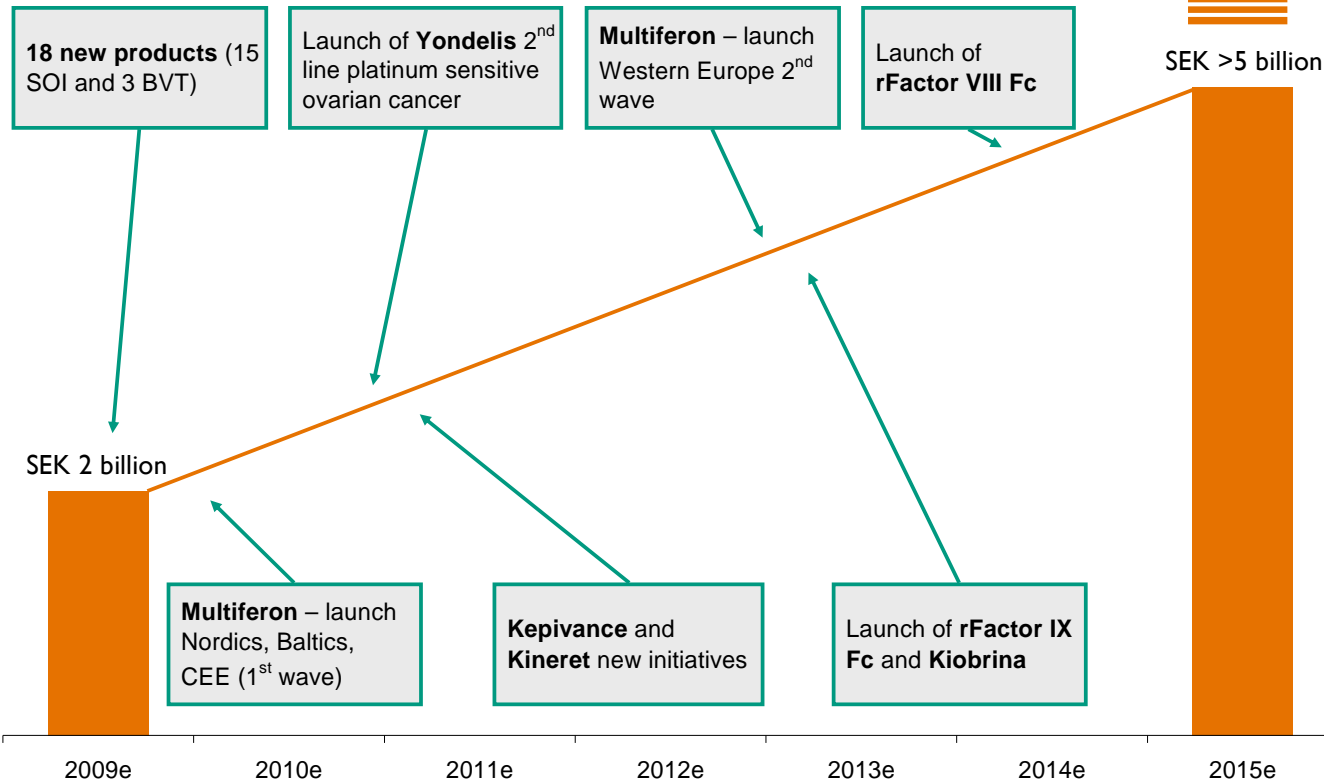 18 new products (15
SOI and 3 BVT)
Launch of Yondelis 2nd
line platinum sensitive
ovarian cancer
Multiferon – launch
Western Europe 2nd
wave
Launch of
rFactor VIII Fc
SEK >5 billion
SEK 2 billion
Multiferon – launch
Nordics, Baltics,
CEE (1st wave)
Kepivance and
Kineret new initiatives
Launch of rFactor IX
Fc and Kiobrina
2009e 2010e 2011e 2012e 2013e 2014e 2015e